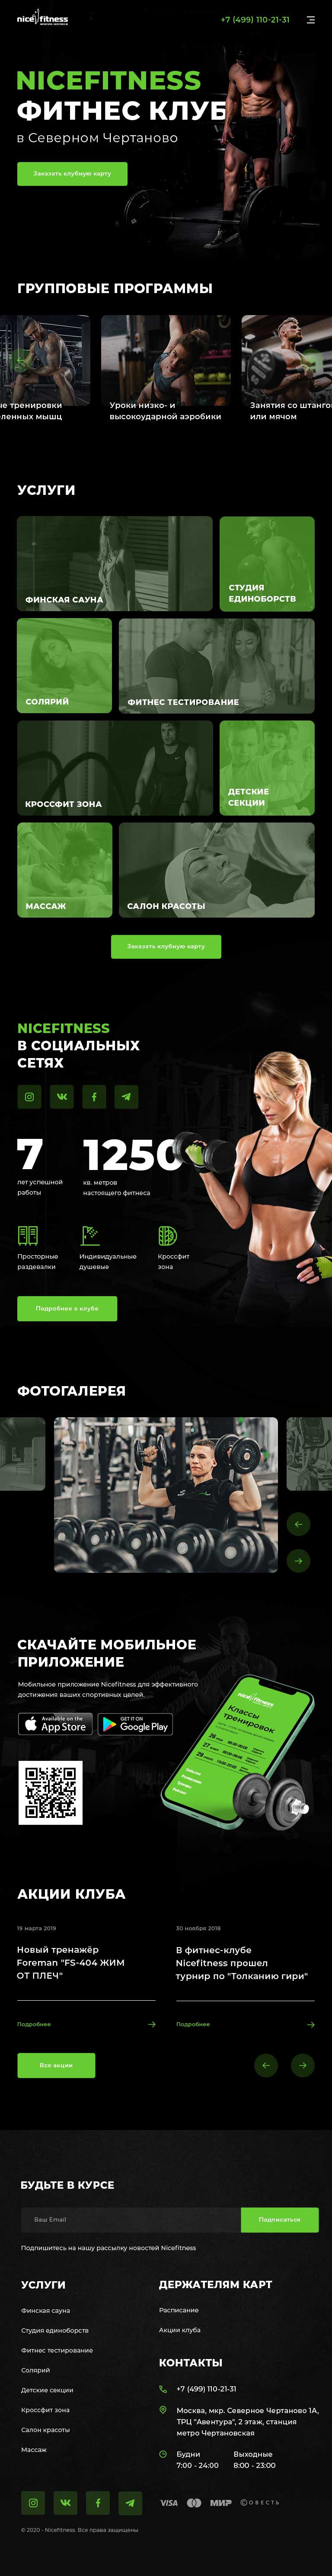 nice fitness
+7 (499) 110-21-31
NICEFITNESS
ФИТНЕС КЛУБ
в Северном Чертаново
Заказать клубную карту
ГРУППОВЫЕ ПРОГРАММЫ
ые тренировки
ленных мышц
Уроки низко- и
высокоударной аэробики
Занятия со штанго
или мячом
УСЛУГИ
ФИНСКАЯ САУНА
СТУДИЯ
ЕДИНОБОРСТВ
СОЛЯРИЙ
ФИТНЕС ТЕСТИРОВАНИЕ
КРОССФИТ ЗОНА
ДЕТСКИЕ
СЕКЦИИ
МАССАЖ
САЛОН КРАСОТЫ
Заказать клубную карту
NICEFITNESS
В СОЦИАЛЬНЫХ
СЕТЯХ
7
лет успешной
работы
1250
кв. метров
настоящего фитнеса
Просторные
раздевалки
Индивидуальные
душевые
Кроссфит
зона
Подробнее о клубе
ФОТОГАЛЕРЕЯ
СКАЧАЙТЕ МОБИЛЬНОЕ
ПРИЛОЖЕНИЕ
Мобильное приложение Nicefitness для эффективного
достижения ваших спортивных целей.
Available on the
App Store
GET IT ON
Google Play
nice fitness
Классы
тренировок
АКЦИИ КЛУБА
19 марта 2019
Новый тренажёр
Foreman "FS-404 ЖИМ
ОТ ПЛЕЧ"
Подробнее
30 ноября 2018
В фитнес-клубе
Nicefitness прошел
турнир по "Толканию гири"
Подробнее
Все акции
БУДЬТЕ В КУРСЕ
Ваш Email
Подписаться
Подпишитесь на нашу рассылку новостей Nicefitness
УСЛУГИ
Финская сауна
Студия единоборств
Фитнес тестирование
Солярий
Детские секции
Кроссфит зона
Салон красоты
Массаж
ДЕРЖАТЕЛЯМ КАРТ
Расписание
Акции клуба
КОНТАКТЫ
+7 (499) 110-21-31
Москва, мкр. Северное Чертаново 1А,
ТРЦ "Авентура", 2 этаж, станция
метро Чертановская
Будни
7:00 - 24:00
Выходные
8:00 - 23:00
VISA
МИР
СОВЕСТЬ
© 2020 - Nicefitness. Все права защищены